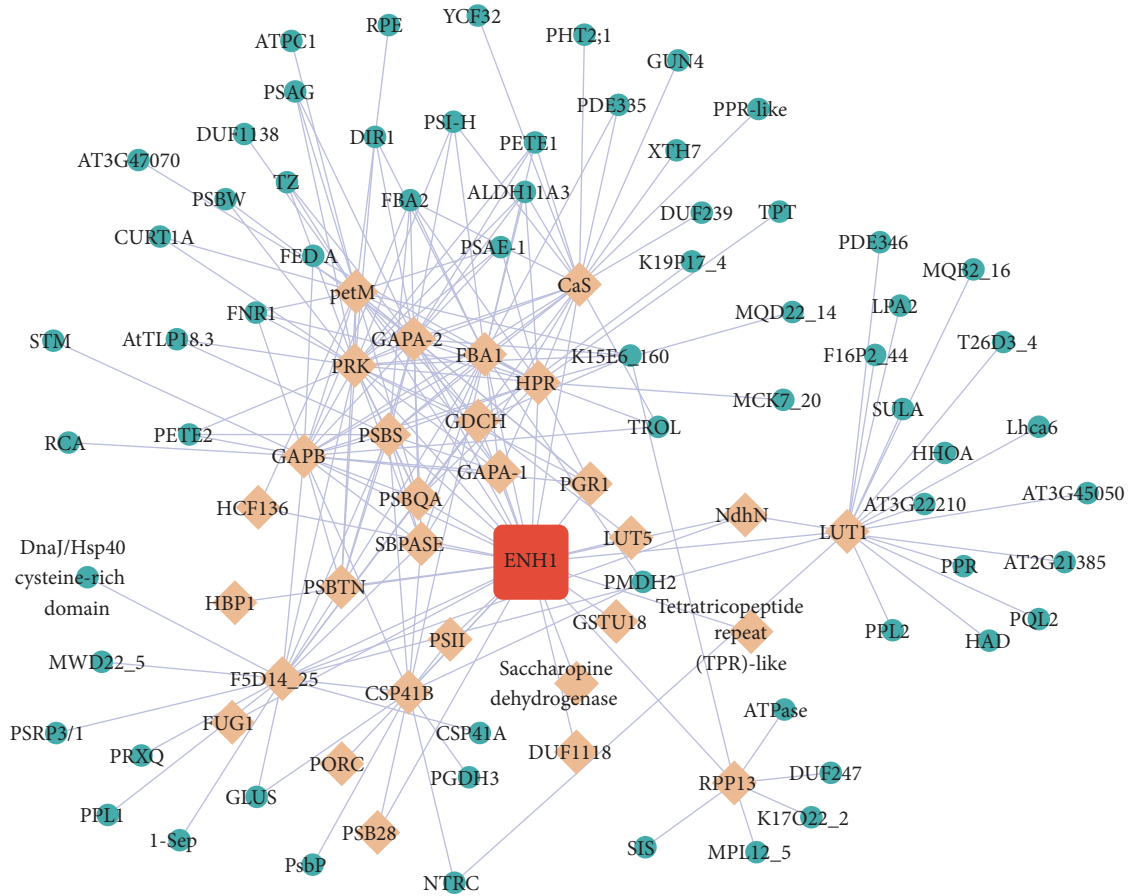 YCF32
RPE
PHT2;1
ATPC1
GUN4
PSAG
PDE335
PPR-like
DUF1138
DIR1
PSI-H
PETE1
XTH7
AT3G47070
TZ
PSBW
FBA2
ALDH11A3
DUF239
TPT
CURT1A
FED A
PSAE-1
K19P17_4
PDE346
MQB2_16
petM
CaS
LPA2
FNR1
MQD22_14
STM
AtTLP18.3
GAPA-2
FBA1
K15E6_160
F16P2_44
T26D3_4
PRK
HPR
MCK7_20
SULA
RCA
PETE2
PSBS
GDCH
TROL
Lhca6
GAPB
HHOA
GAPA-1
PGR1
AT3G45050
HCF136
PSBQA
NdhN
AT3G22210
LUT1
SBPASE
LUT5
DnaJ/Hsp40
cysteine-rich
domain
ENH1
PPR
AT2G21385
PSBTN
PMDH2
HBP1
GSTU18
Tetratricopeptide
repeat
(TPR)-like
PPL2
HAD
PQL2
PSII
MWD22_5
F5D14_25
CSP41B
Saccharopine
dehydrogenase
ATPase
PSRP3/1
FUG1
CSP41A
PRXQ
PORC
DUF1118
PGDH3
RPP13
DUF247
GLUS
PPL1
K17O22_2
1-Sep
PSB28
SIS
MPL12_5
PsbP
NTRC